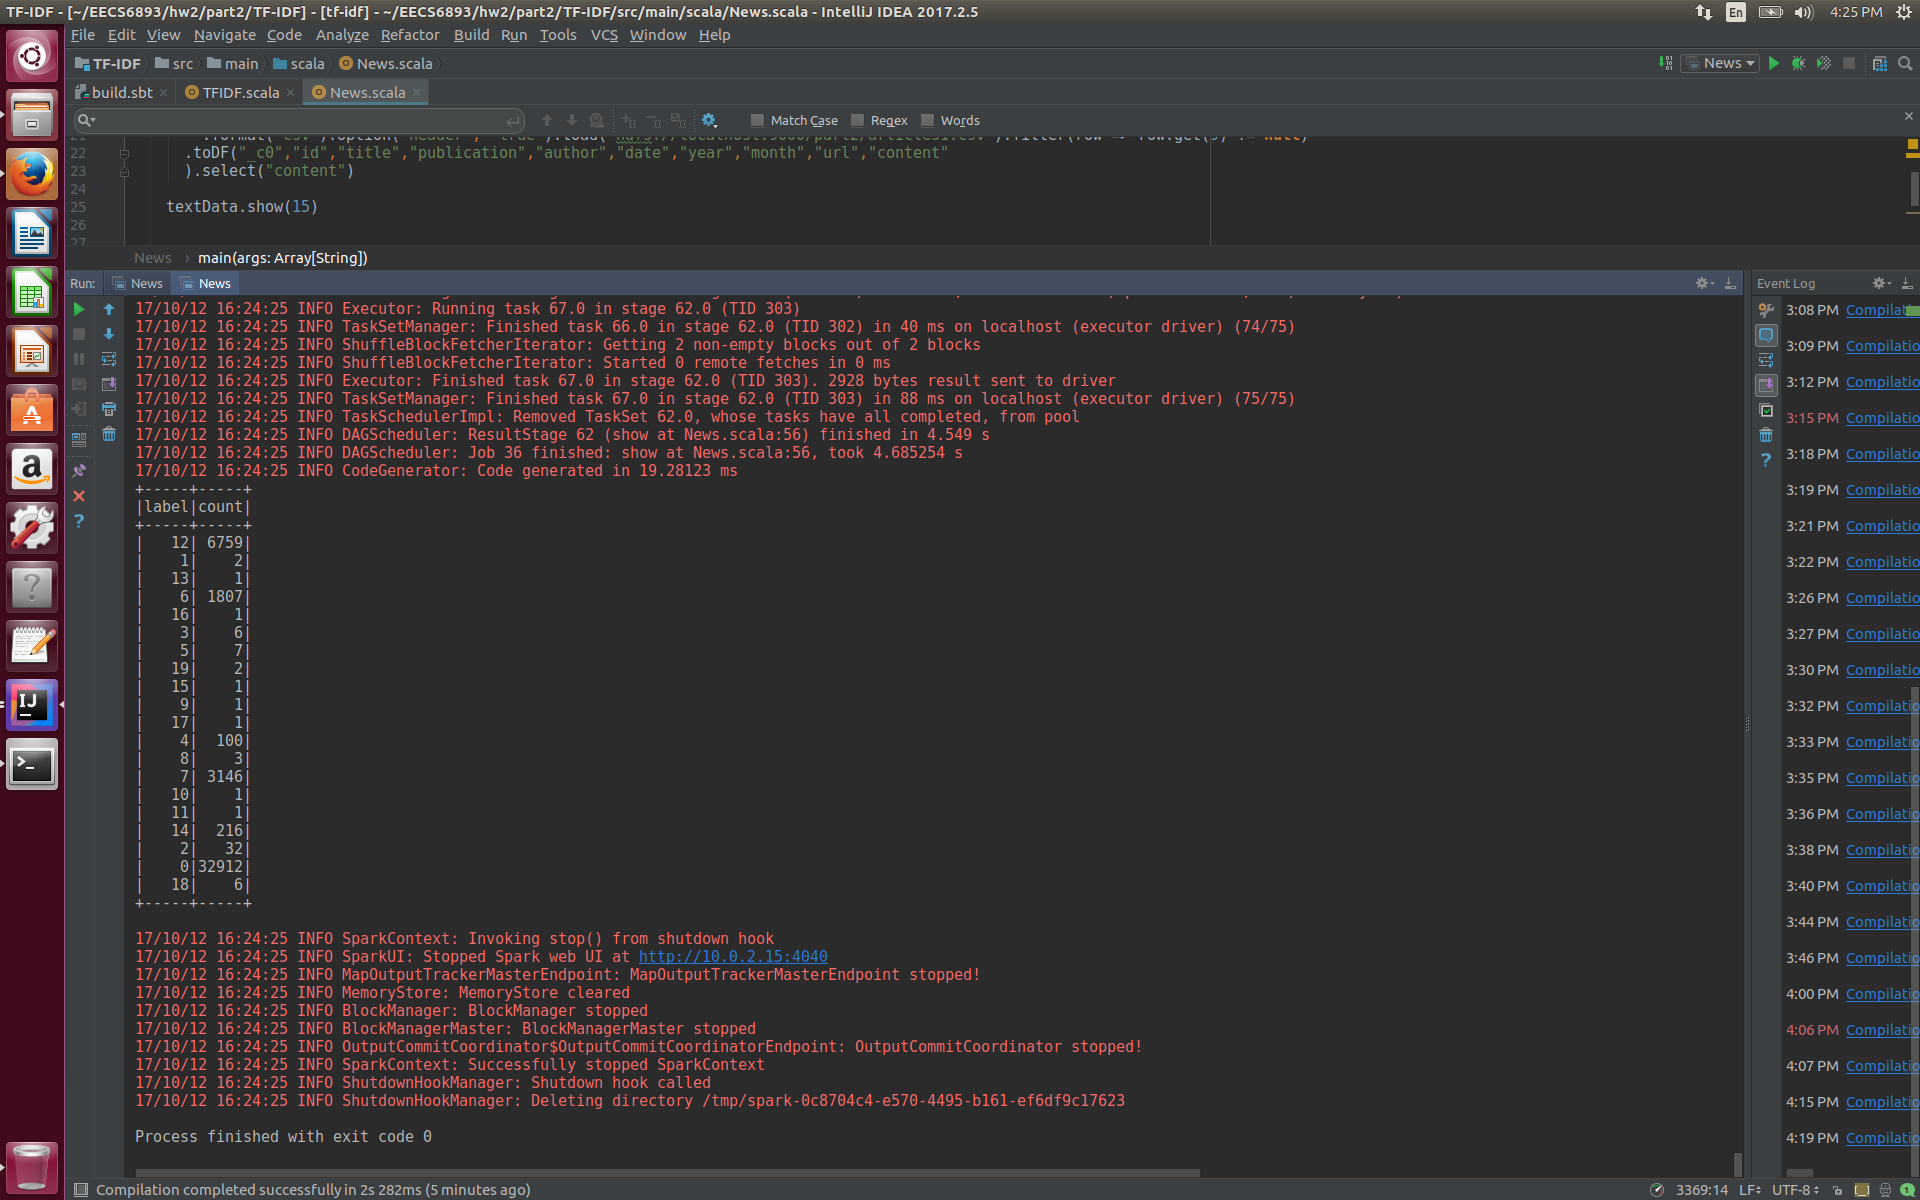 TF-IDF - [~/EECS6893/hw2/part2/TF-IDF] - [tf-idf] - ~/EECS6893/hw2/part2/TF-IDF/src/main/scala/News.scala - IntelliJ IDEA 2017.2.5
En
4:25 PM
File Edit View Navigate Code Analyze Refactor Build Run Tools VCS Window Help
TF-IDF src main scala News.scala
News
build.sbt TFIDF.scala News.scala
Match Case Regex Words
22 .toDF("_c0","id","title","publication","author","date","year","month","url","content"
23 ).select("content")
24
25 textData.show(15)
26
27
News › main(args: Array[String])
Run: News News
17/10/12 16:24:25 INFO Executor: Running task 67.0 in stage 62.0 (TID 303)
17/10/12 16:24:25 INFO TaskSetManager: Finished task 66.0 in stage 62.0 (TID 302) in 40 ms on localhost (executor driver) (74/75)
17/10/12 16:24:25 INFO ShuffleBlockFetcherIterator: Getting 2 non-empty blocks out of 2 blocks
17/10/12 16:24:25 INFO ShuffleBlockFetcherIterator: Started 0 remote fetches in 0 ms
17/10/12 16:24:25 INFO Executor: Finished task 67.0 in stage 62.0 (TID 303). 2928 bytes result sent to driver
17/10/12 16:24:25 INFO TaskSetManager: Finished task 67.0 in stage 62.0 (TID 303) in 88 ms on localhost (executor driver) (75/75)
17/10/12 16:24:25 INFO TaskSchedulerImpl: Removed TaskSet 62.0, whose tasks have all completed, from pool
17/10/12 16:24:25 INFO DAGScheduler: ResultStage 62 (show at News.scala:56) finished in 4.549 s
17/10/12 16:24:25 INFO DAGScheduler: Job 36 finished: show at News.scala:56, took 4.685254 s
17/10/12 16:24:25 INFO CodeGenerator: Code generated in 19.28123 ms
+-----+-----+
|label|count|
+-----+-----+
|   12| 6759|
|    1|    2|
|   13|    1|
|    6| 1807|
|   16|    1|
|    3|    6|
|    5|    7|
|   19|    2|
|   15|    1|
|    9|    1|
|   17|    1|
|    4|  100|
|    8|    3|
|    7| 3146|
|   10|    1|
|   11|    1|
|   14|  216|
|    2|   32|
|    0|32912|
|   18|    6|
+-----+-----+
17/10/12 16:24:25 INFO SparkContext: Invoking stop() from shutdown hook
17/10/12 16:24:25 INFO SparkUI: Stopped Spark web UI at http://10.0.2.15:4040
17/10/12 16:24:25 INFO MapOutputTrackerMasterEndpoint: MapOutputTrackerMasterEndpoint stopped!
17/10/12 16:24:25 INFO MemoryStore: MemoryStore cleared
17/10/12 16:24:25 INFO BlockManager: BlockManager stopped
17/10/12 16:24:25 INFO BlockManagerMaster: BlockManagerMaster stopped
17/10/12 16:24:25 INFO OutputCommitCoordinator$OutputCommitCoordinatorEndpoint: OutputCommitCoordinator stopped!
17/10/12 16:24:25 INFO SparkContext: Successfully stopped SparkContext
17/10/12 16:24:25 INFO ShutdownHookManager: Shutdown hook called
17/10/12 16:24:25 INFO ShutdownHookManager: Deleting directory /tmp/spark-0c8704c4-e570-4495-b161-ef6df9c17623
Process finished with exit code 0
Event Log
3:08 PM Compilati
3:09 PM Compilatio
3:12 PM Compilatio
3:15 PM Compilatio
3:18 PM Compilatio
3:19 PM Compilatio
3:21 PM Compilatio
3:22 PM Compilatio
3:26 PM Compilatio
3:27 PM Compilatio
3:30 PM Compilatio
3:32 PM Compilatio
3:33 PM Compilatio
3:35 PM Compilatio
3:36 PM Compilatio
3:38 PM Compilatio
3:40 PM Compilatio
3:44 PM Compilatio
3:46 PM Compilatio
4:00 PM Compilatio
4:06 PM Compilatio
4:07 PM Compilatio
4:15 PM Compilatio
4:19 PM Compilatio
Compilation completed successfully in 2s 282ms (5 minutes ago)
3369:14 LF÷ UTF-8÷ 1